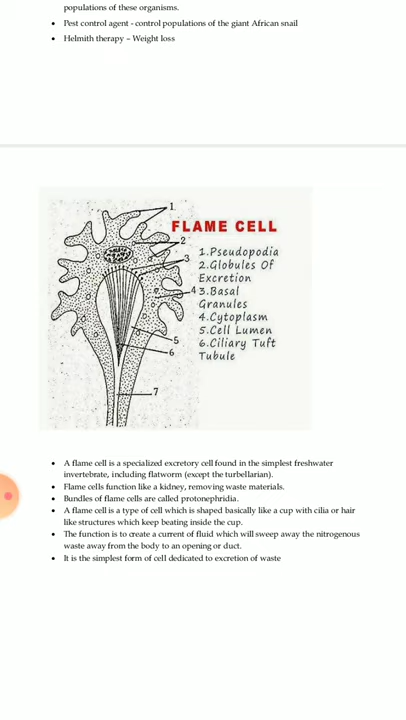 populations of these organisms.
• Pest control agent - control populations of the giant African snail
• Helmith therapy – Weight loss
1
FLAME CELL
2
3
4
5
6
7
1.Pseudopodia
2.Globules Of
Excretion
3.Basal
Granules
4.Cytoplasm
5.Cell Lumen
6.Ciliary Tuft
Tubule
• A flame cell is a specialized excretory cell found in the simplest freshwater
invertebrate, including flatworm (except the turbellarian).
• Flame cells function like a kidney, removing waste materials.
• Bundles of flame cells are called protonephridia.
• A flame cell is a type of cell which is shaped basically like a cup with cilia or hair
like structures which keep beating inside the cup.
• The function is to create a current of fluid which will sweep away the nitrogenous
waste away from the body to an opening or duct.
• It is the simplest form of cell dedicated to excretion of waste